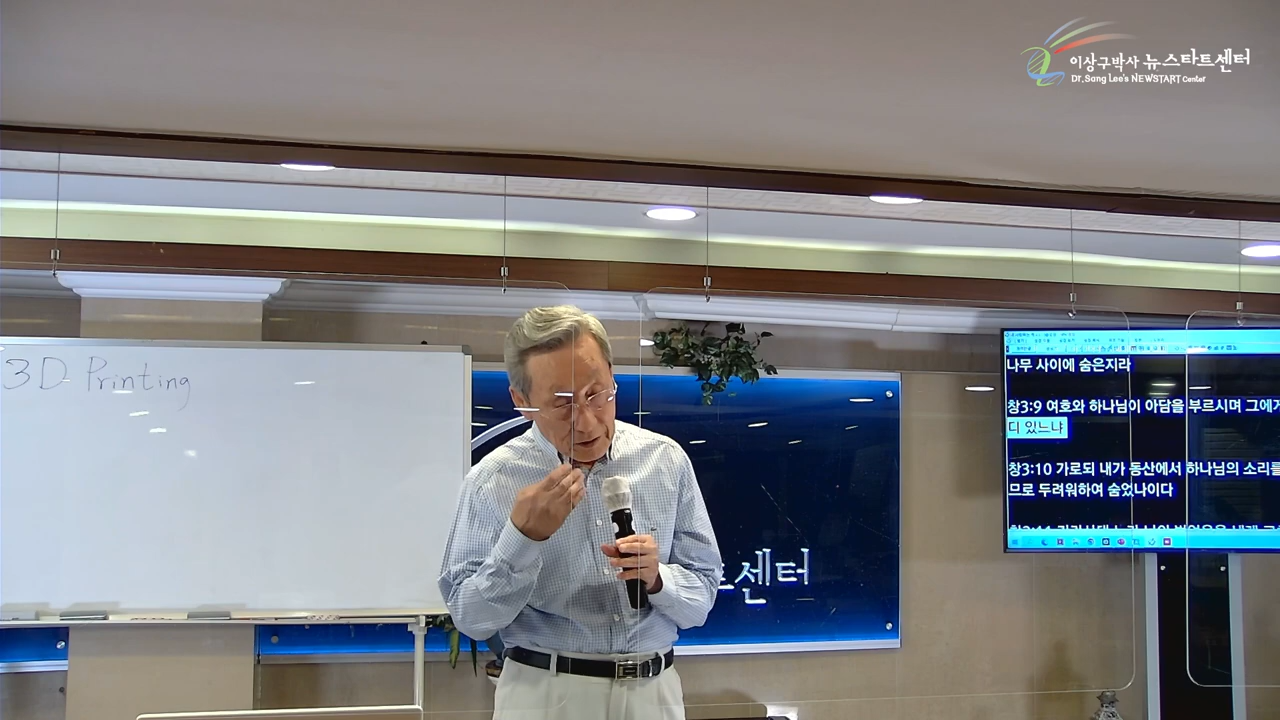 이상구박사 뉴스타트센터
Dr. Sang Lee's NEWSTART Center
3D Printing
나무 사이에 숨은지라
창3:9 여호와 하나님이 아담을 부르시며 그에게
디 있느냐
창3:10 가로되 내가 동산에서 하나님의 소리를
므로 두려워하여 숨었나이다
트센터